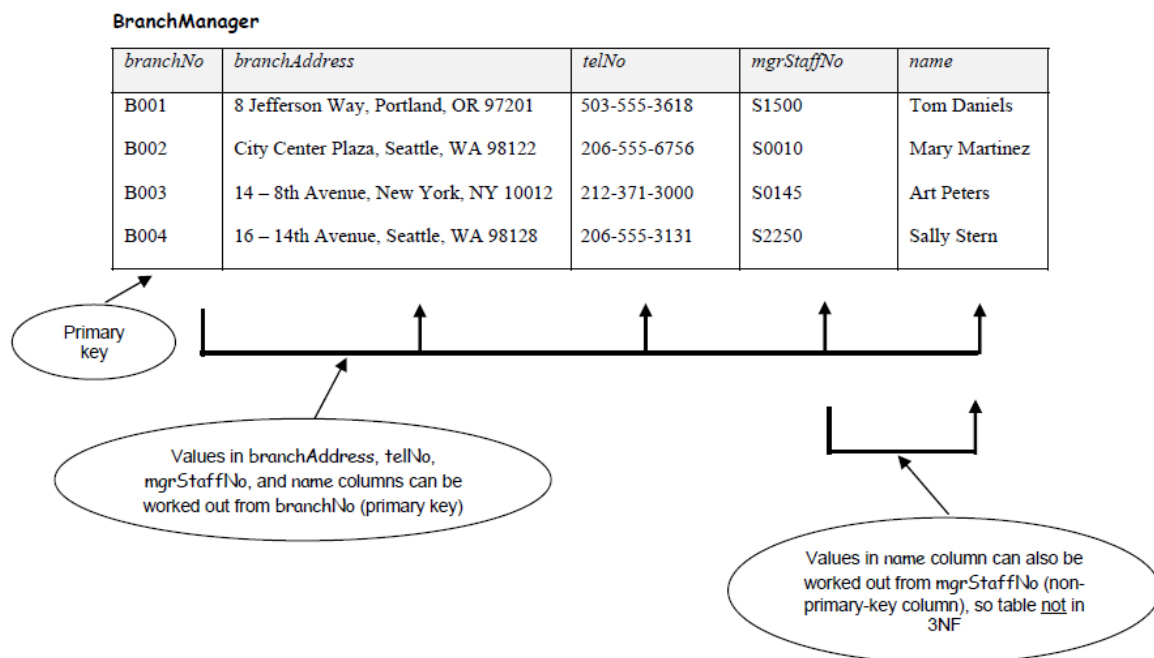 BranchManager
branchNo branchAddress telNo mgrStaffNo name
B001 8 Jefferson Way, Portland, OR 97201 503-555-3618 S1500 Tom Daniels
B002 City Center Plaza, Seattle, WA 98122 206-555-6756 S0010 Mary Martinez
B003 14 – 8th Avenue, New York, NY 10012 212-371-3000 S0145 Art Peters
B004 16 – 14th Avenue, Seattle, WA 98128 206-555-3131 S2250 Sally Stern
Primary
key
Values in branchAddress, telNo,
mgrStaffNo, and name columns can be
worked out from branchNo (primary key)
Values in name column can also be
worked out from mgrStaffNo (non-
primary-key column), so table not in
3NF